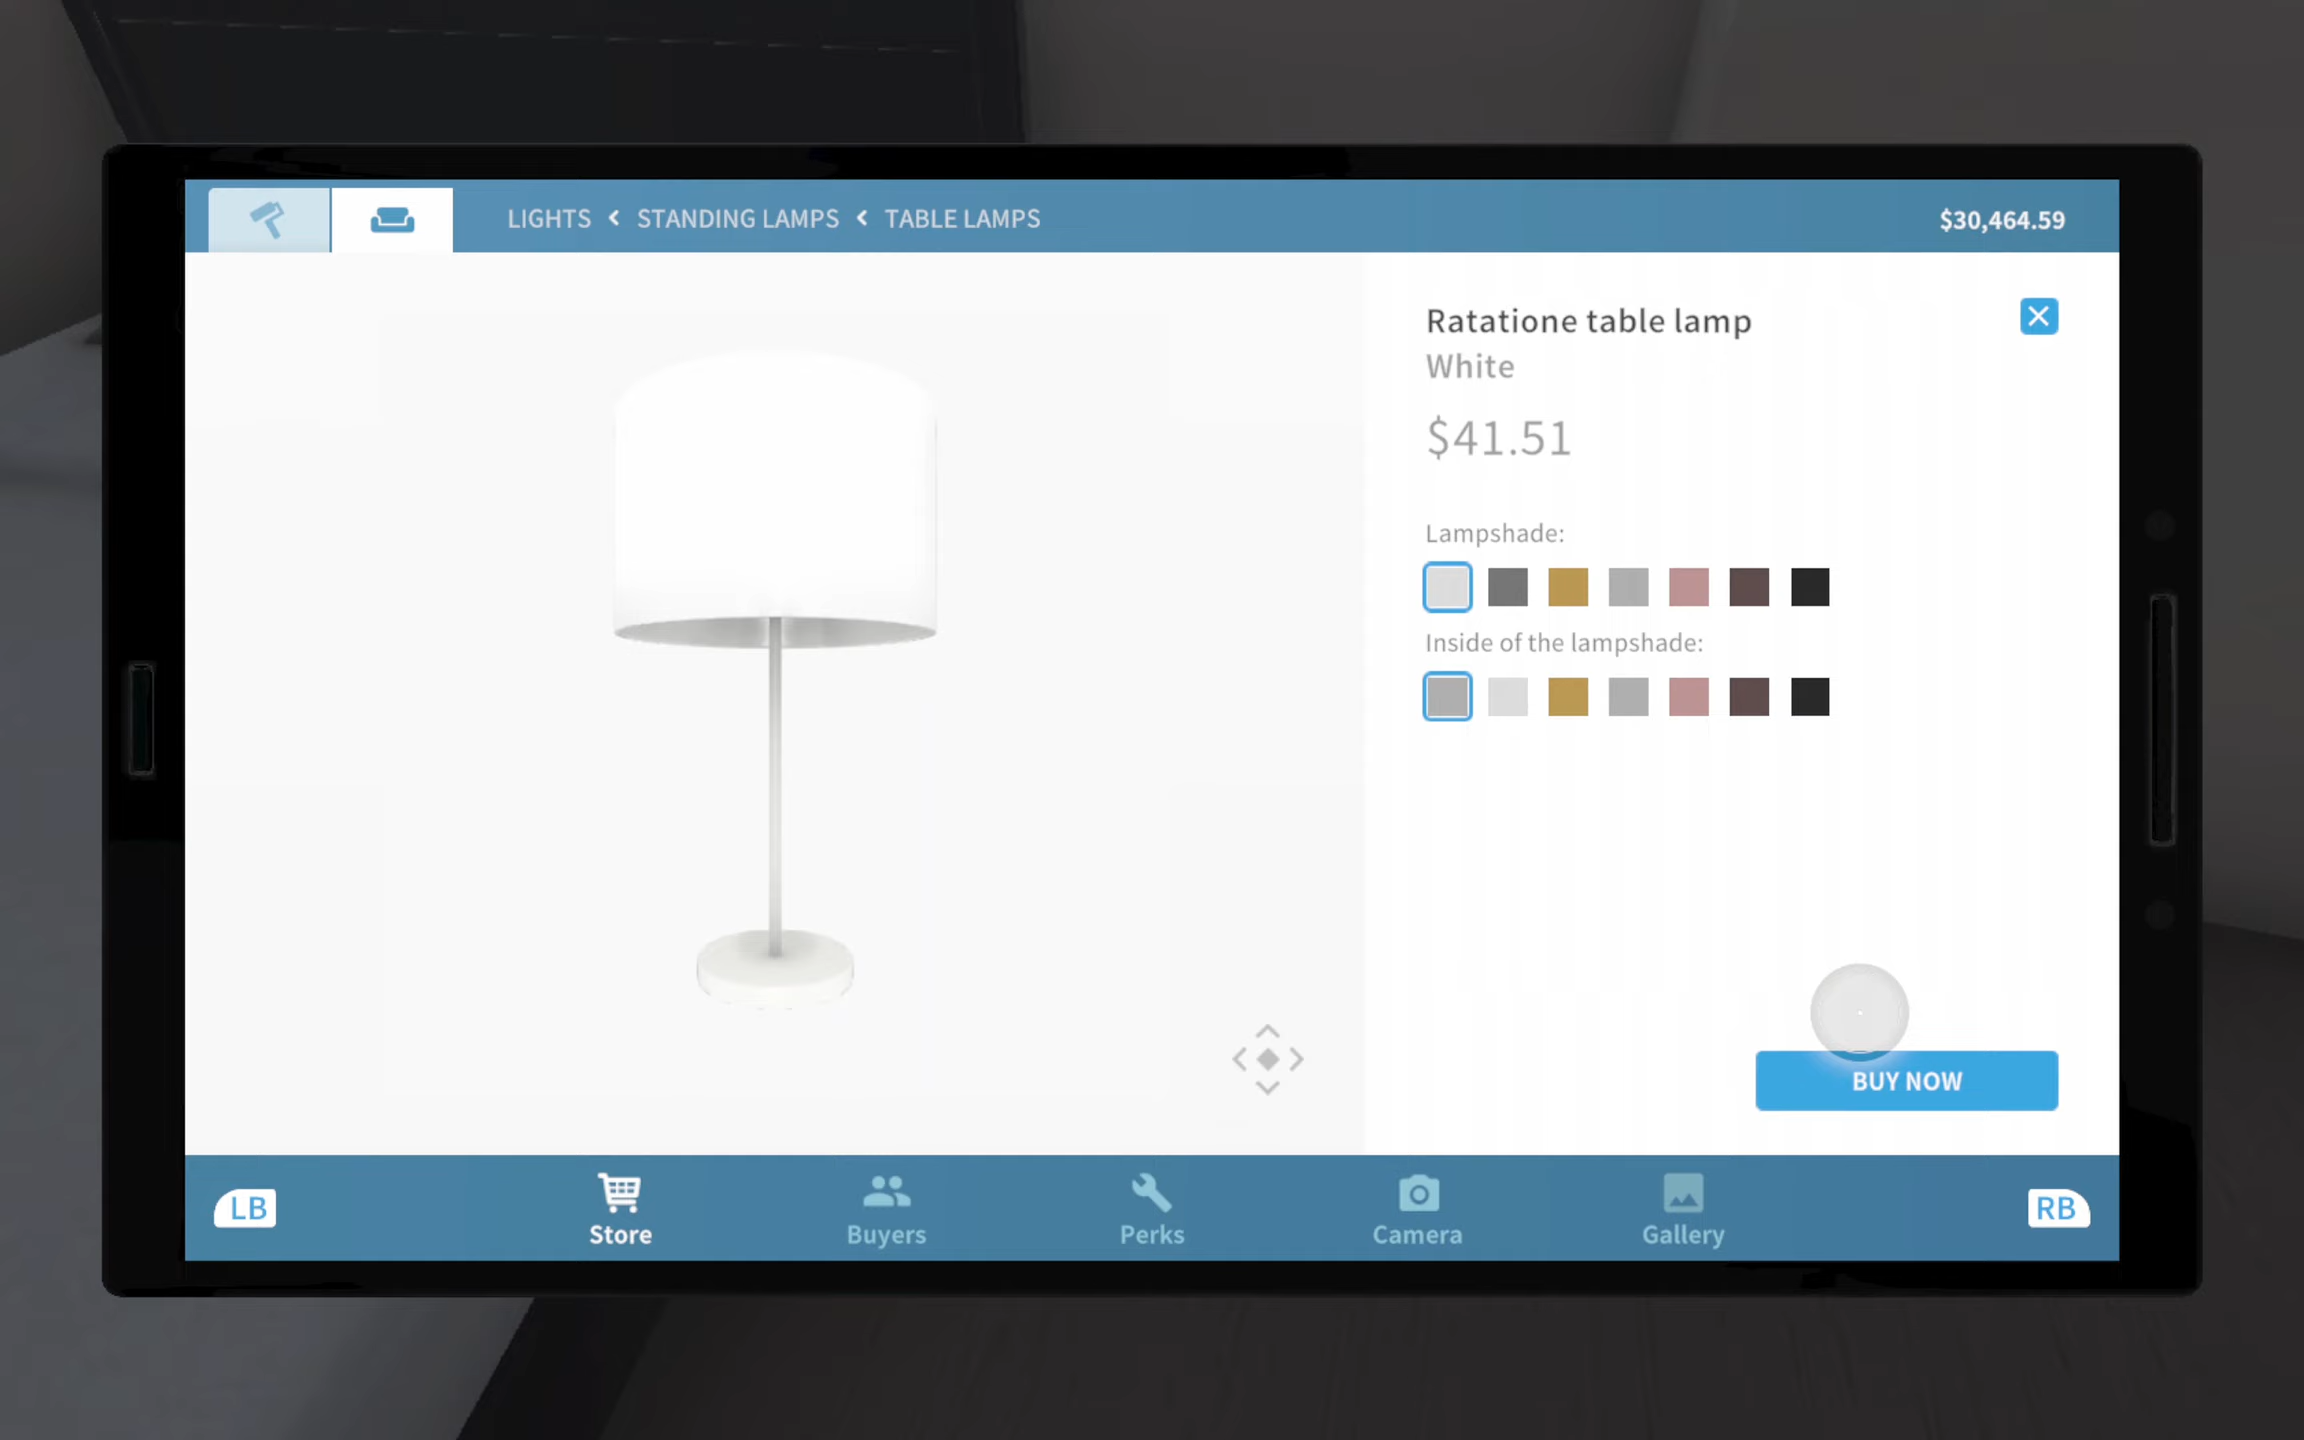 LIGHTS < STANDING LAMPS < TABLE LAMPS
$30,464.59
Ratatione table lamp
White
$41.51
Lampshade:
Inside of the lampshade:
BUY NOW
LB
Store
Buyers
Perks
Camera
Gallery
RB